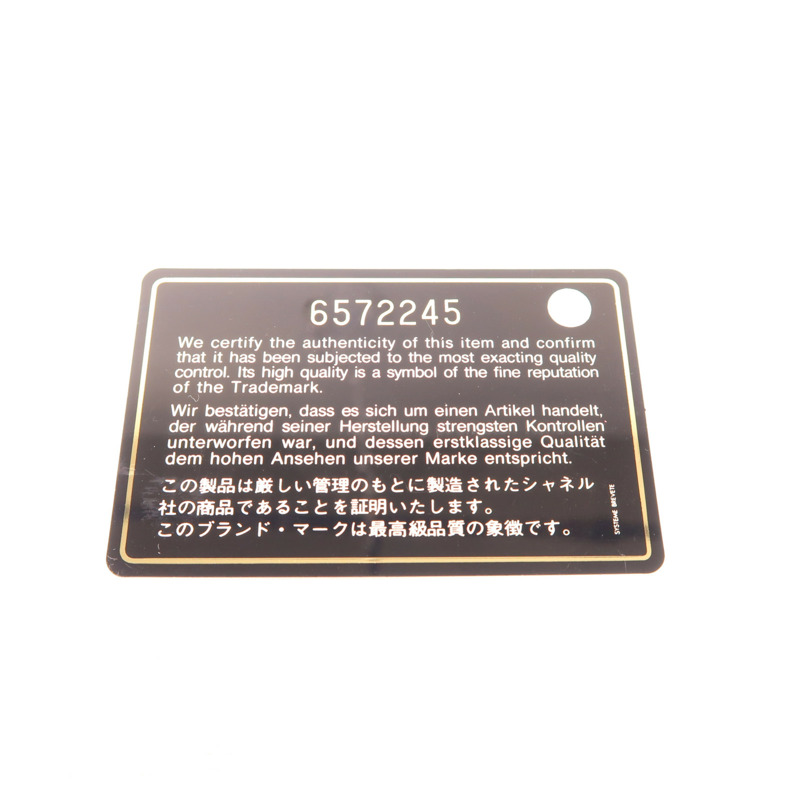 6572245
We certify the authenticity of this item and confirm
that it has been subjected to the most exacting quality
control. Its high quality is a symbol of the fine reputation
of the Trademark.
Wir bestätigen, dass es sich um einen Artikel handelt,
der während seiner Herstellung strengsten Kontrollen
unterworfen war, und dessen erstklassige Qualität
dem hohen Ansehen unserer Marke entspricht.
この製品は厳しい管理のもとに製造されたシャネル
社の商品であることを証明いたします。
このブランド・マークは最高級品質の象徴です。
SYSTEME BREVETE